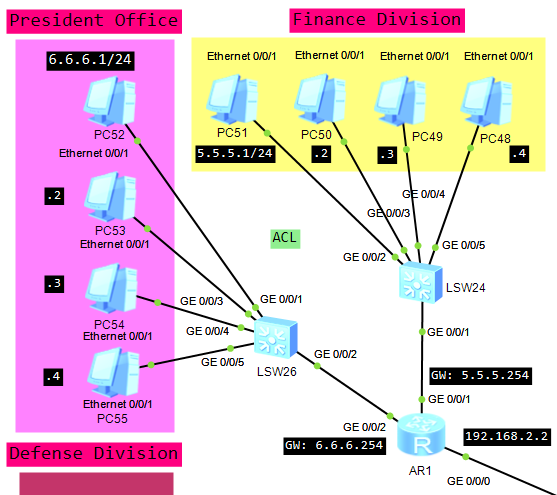 President Office
Finance Division
6.6.6.1/24
Ethernet 0/0/1
Ethernet 0/0/1
Ethernet 0/0/1
Ethernet 0/0/1
PC52
PC51
PC50
PC49
PC48
Ethernet 0/0/1
5.5.5.1/24
.2
.3
.4
.2
PC53
Ethernet 0/0/1
GE 0/0/4
GE 0/0/3
ACL
GE 0/0/2
GE 0/0/5
LSW24
.3
PC54
Ethernet 0/0/1
GE 0/0/3
GE 0/0/1
GE 0/0/4
GE 0/0/5
LSW26
GE 0/0/2
GE 0/0/1
.4
Ethernet 0/0/1
PC55
GW: 5.5.5.254
GE 0/0/1
GE 0/0/2
GW: 6.6.6.254
192.168.2.2
AR1
GE 0/0/0
Defense Division